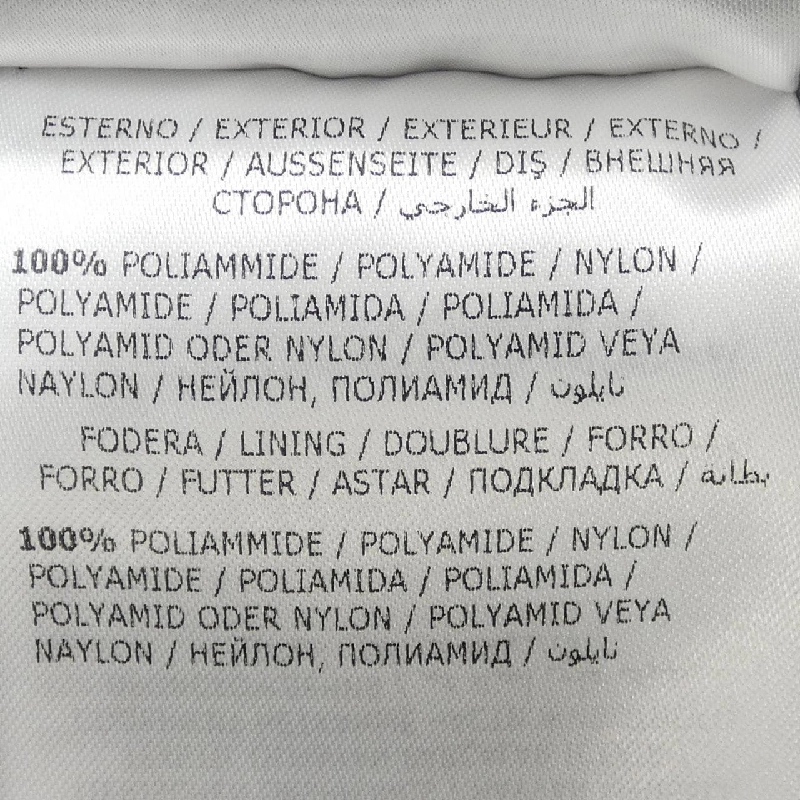 ESTERNO / EXTERIOR / EXTERIEUR / EXTERNO /
EXTERIOR / AUSSENSEITE / DIŞ / ВНЕШНЯЯ
СТОРОНА / الجزء الخارجي
100% POLIAMMIDE / POLYAMIDE / NYLON /
POLYAMIDE / POLIAMIDA / POLIAMIDA /
POLYAMID ODER NYLON / POLYAMID VEYA
NAYLON / НЕЙЛОН, ПОЛИАМИД / نايلون
FODERA / LINING / DOUBLURE / FORRO /
FORRO / FUTTER / ASTAR / ПОДКЛАДКА / بطانة
100% POLIAMMIDE / POLYAMIDE / NYLON /
POLYAMIDE / POLIAMIDA / POLIAMIDA /
POLYAMID ODER NYLON / POLYAMID VEYA
NAYLON / НЕЙЛОН, ПОЛИАМИД / نايلون